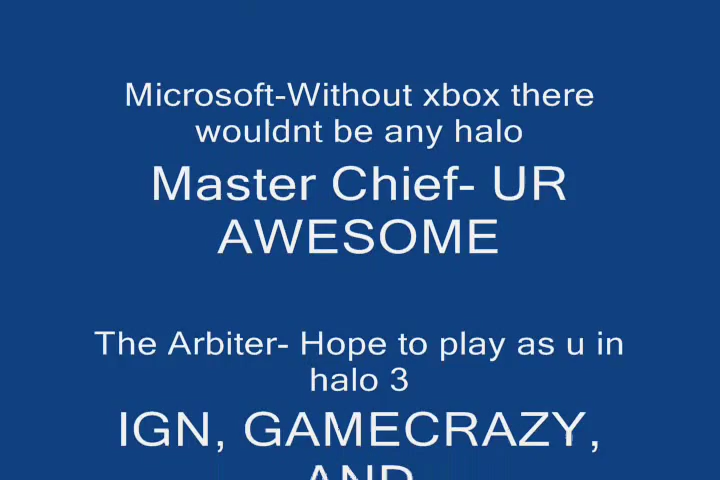 Microsoft-Without xbox there
wouldnt be any halo
Master Chief- UR
AWESOME
The Arbiter- Hope to play as u in
halo 3
IGN, GAMECRAZY,
AND